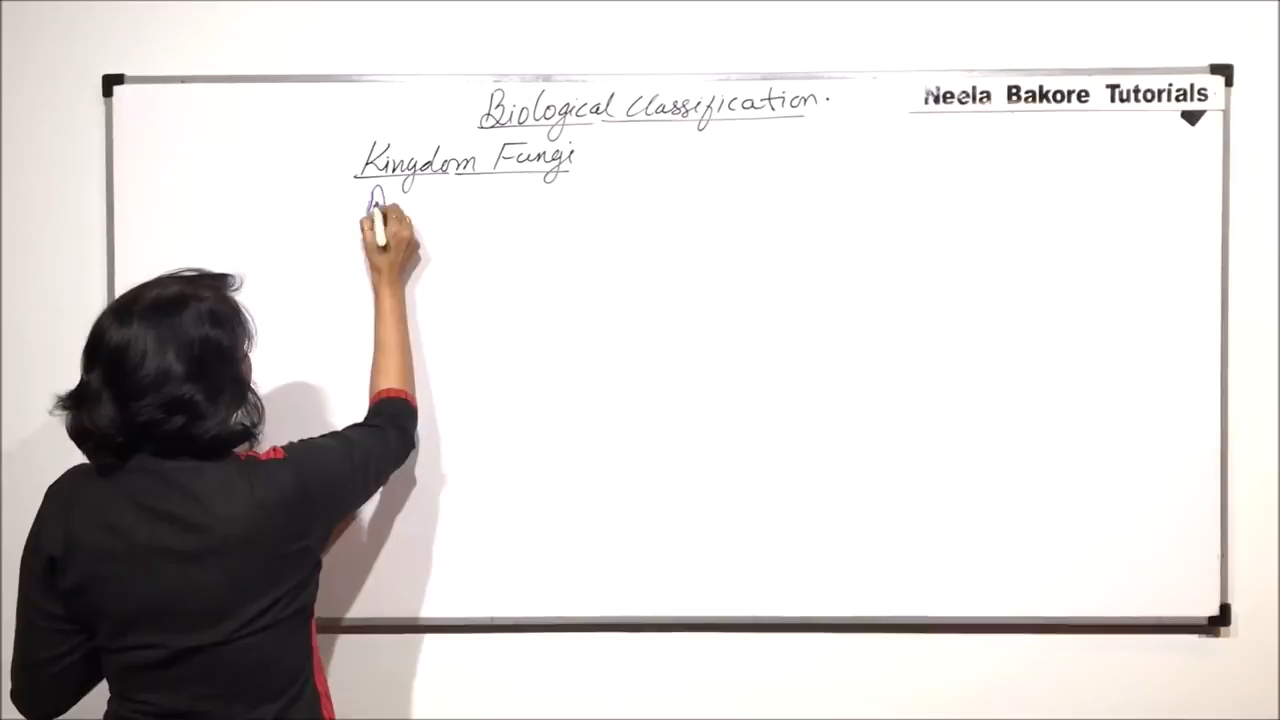 Biological Classification.
Neela Bakore Tutorials
Kingdom Fungi